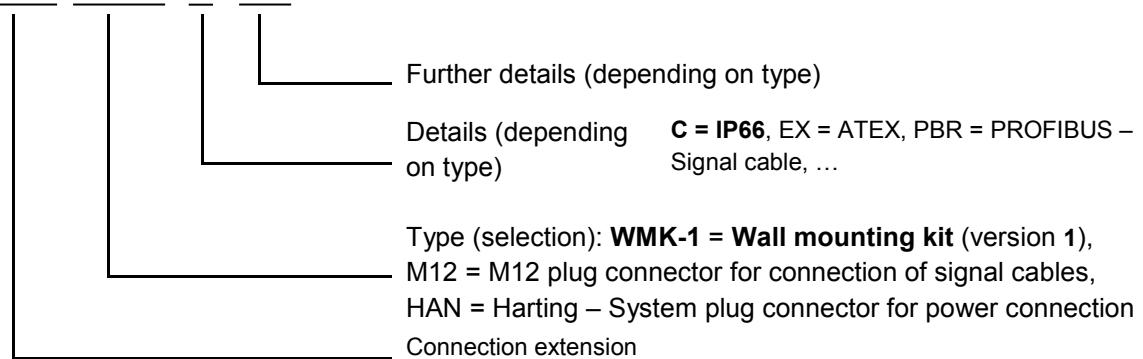 Further details (depending on type)
Details (depending
on type)
C = IP66, EX = ATEX, PBR = PROFIBUS –
Signal cable, …
Type (selection): WMK-1 = Wall mounting kit (version 1),
M12 = M12 plug connector for connection of signal cables,
HAN = Harting – System plug connector for power connection
Connection extension